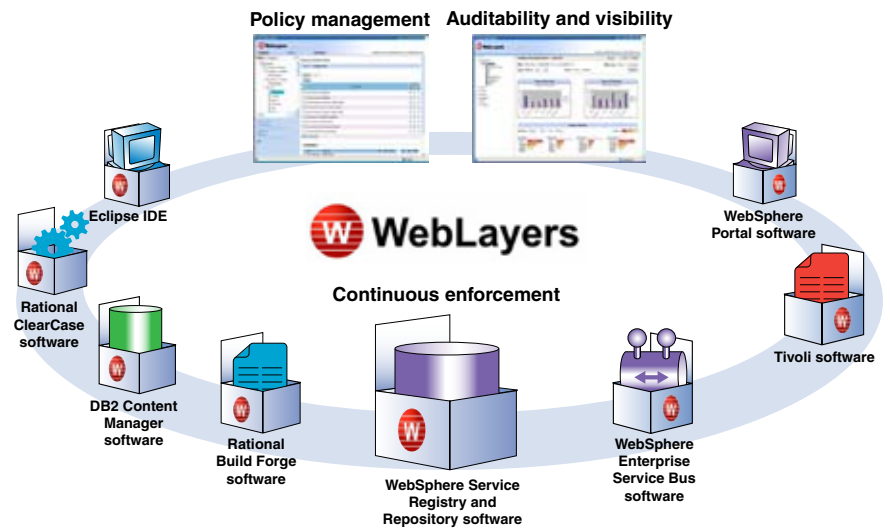 Policy management
Auditability and visibility
WebLayers
Eclipse IDE
W
WebLayers
WebSphere
Portal software
W
W
Rational
ClearCase
software
W
Continuous enforcement
W
Tivoli software
W
DB2 Content
Manager
software
W
Rational
Build Forge
software
W
WebSphere Service
Registry and
Repository software
W
WebSphere
Enterprise
Service Bus
software
W